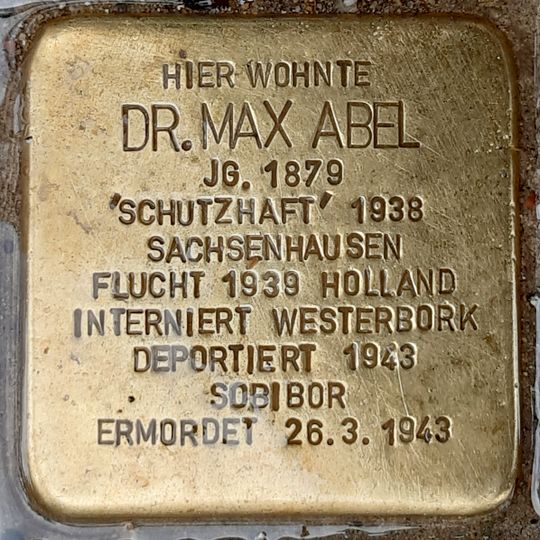 HIER WOHNTE
DR. MAX ABEL
JG. 1879
'SCHUTZHAFT' 1938
SACHSENHAUSEN
FLUCHT 1939 HOLLAND
INTERNIERT WESTERBORK
DEPORTIERT 1943
SOBIBOR
ERMORDET 26.3.1943